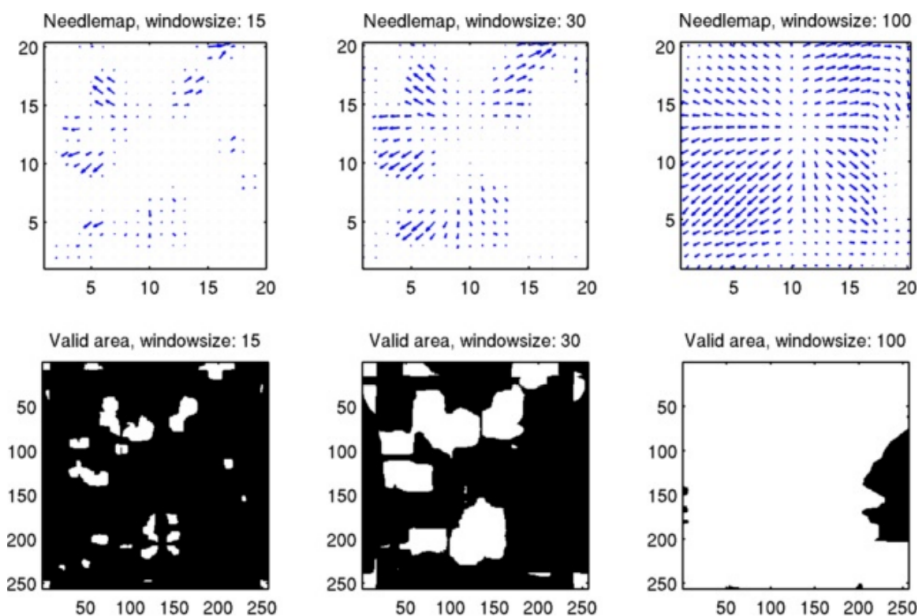 Needlemap, windowsize: 15
Needlemap, windowsize: 30
Needlemap, windowsize: 100
20
15
10
5
5 10 15 20
20
15
10
5
5 10 15 20
20
15
10
5
5 10 15 20
Valid area, windowsize: 15
Valid area, windowsize: 30
Valid area, windowsize: 100
50
100
150
200
250
50 100 150 200 250
50
100
150
200
250
50 100 150 200 250
50
100
150
200
250
50 100 150 200 250